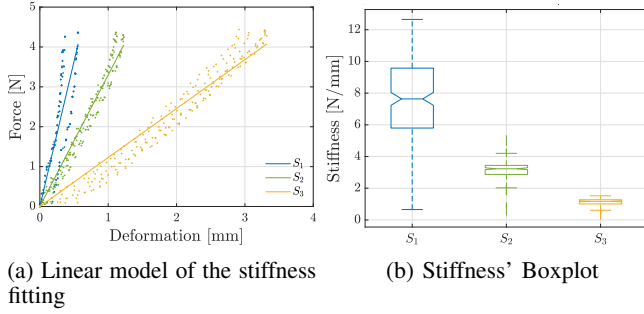 5
4
3
2
1
0
0
1
2
3
4
Force [N]
Deformation [mm]
S₁
S₂
S₃
12
10
8
6
4
2
0
Stiffness [N/mm]
S₁
S₂
S₃
(a) Linear model of the stiffness
fitting
(b) Stiffness' Boxplot